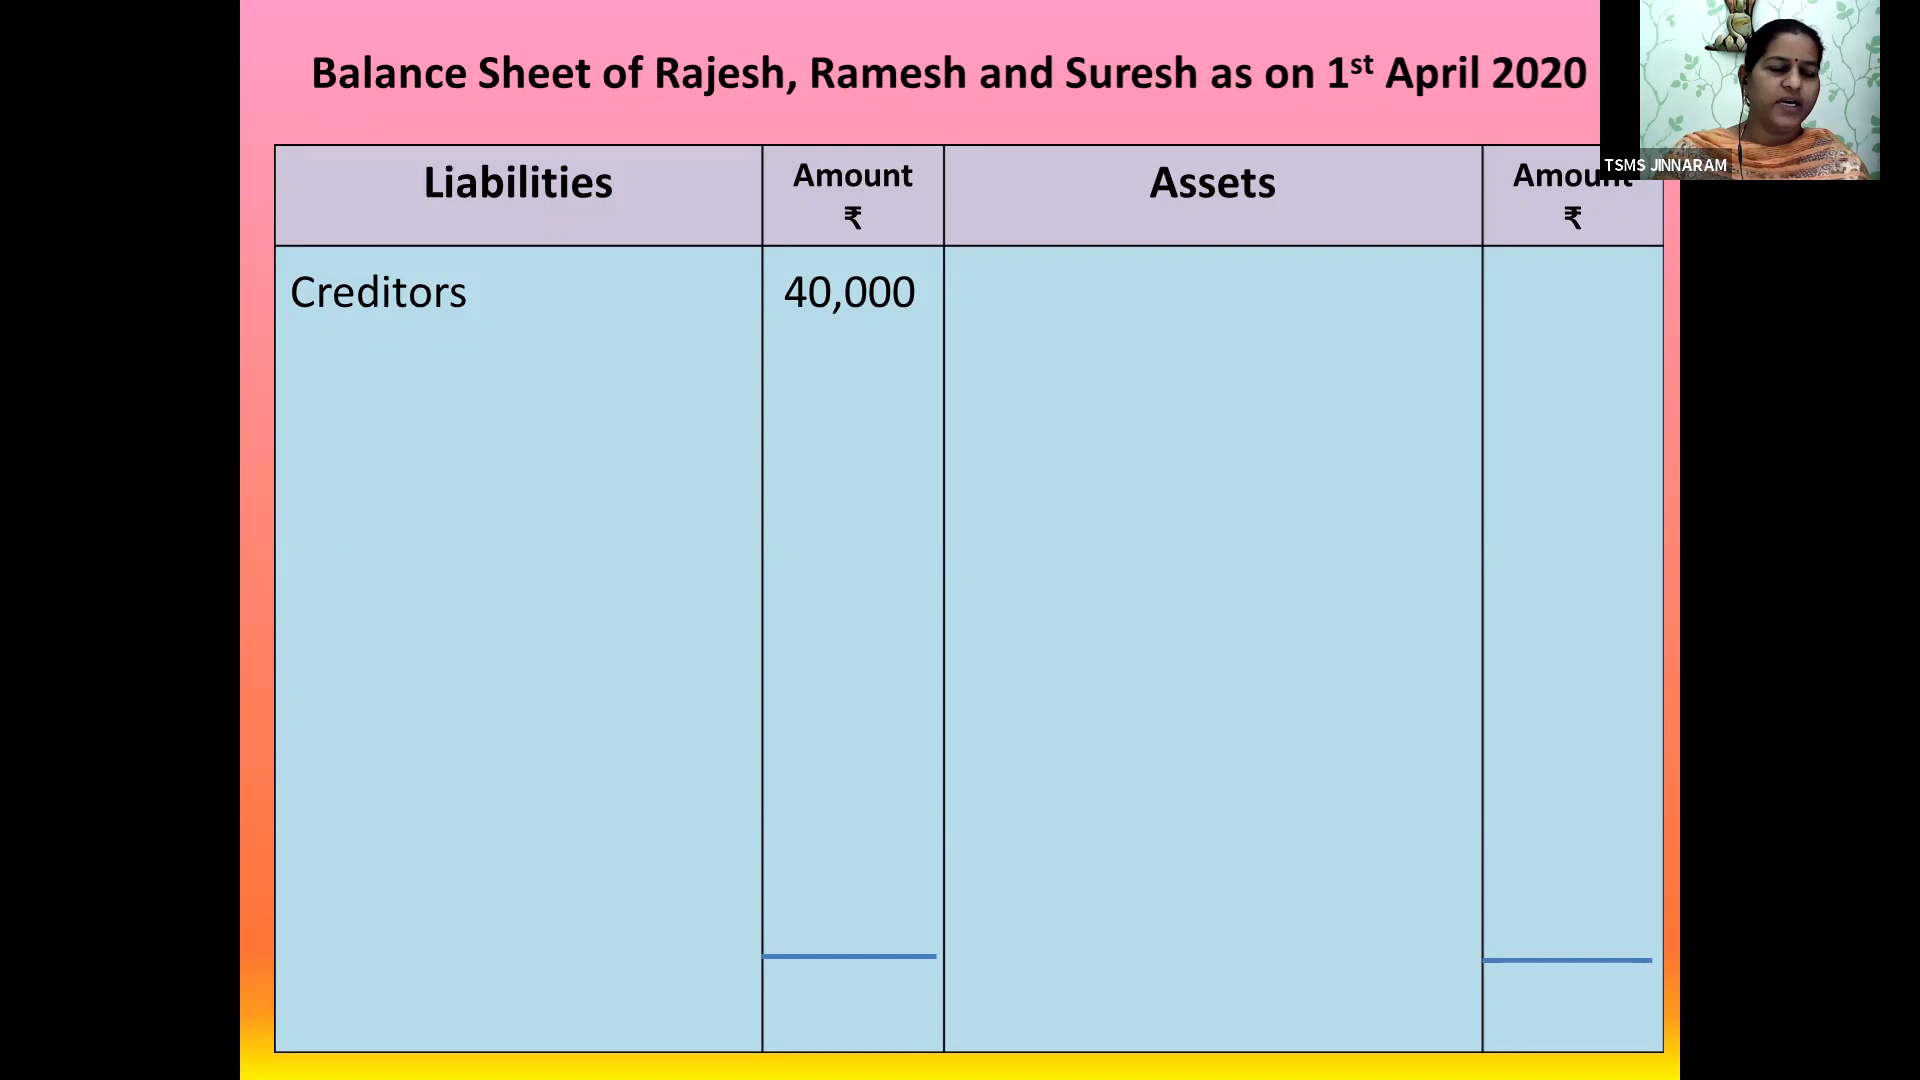 Balance Sheet of Rajesh, Ramesh and Suresh as on 1st April 2020
TSMS JINNARAM
Liabilities
Amount
₹
Assets
Amount
₹
Creditors
40,000